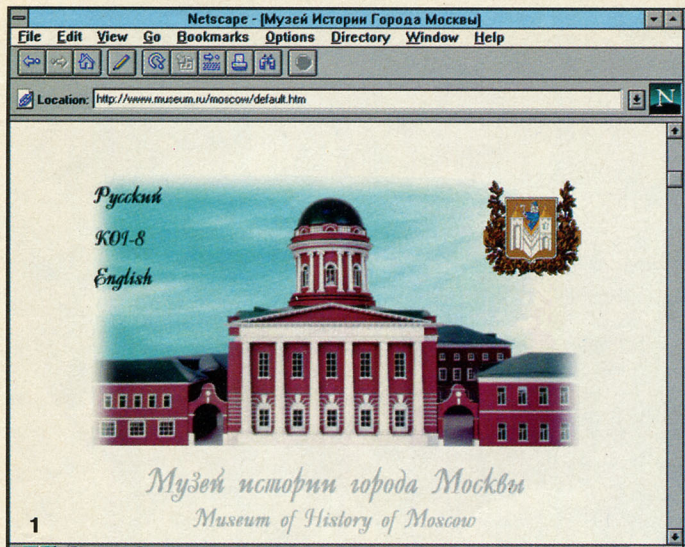 Netscape - [Музей Истории Города Москвы]
File Edit View Go Bookmarks Options Directory Window Help
Location: http://www.museum.ru/moscow/default.htm
N
Русский
KOI-8
English
Музей истории города Москвы
Museum of History of Moscow
1